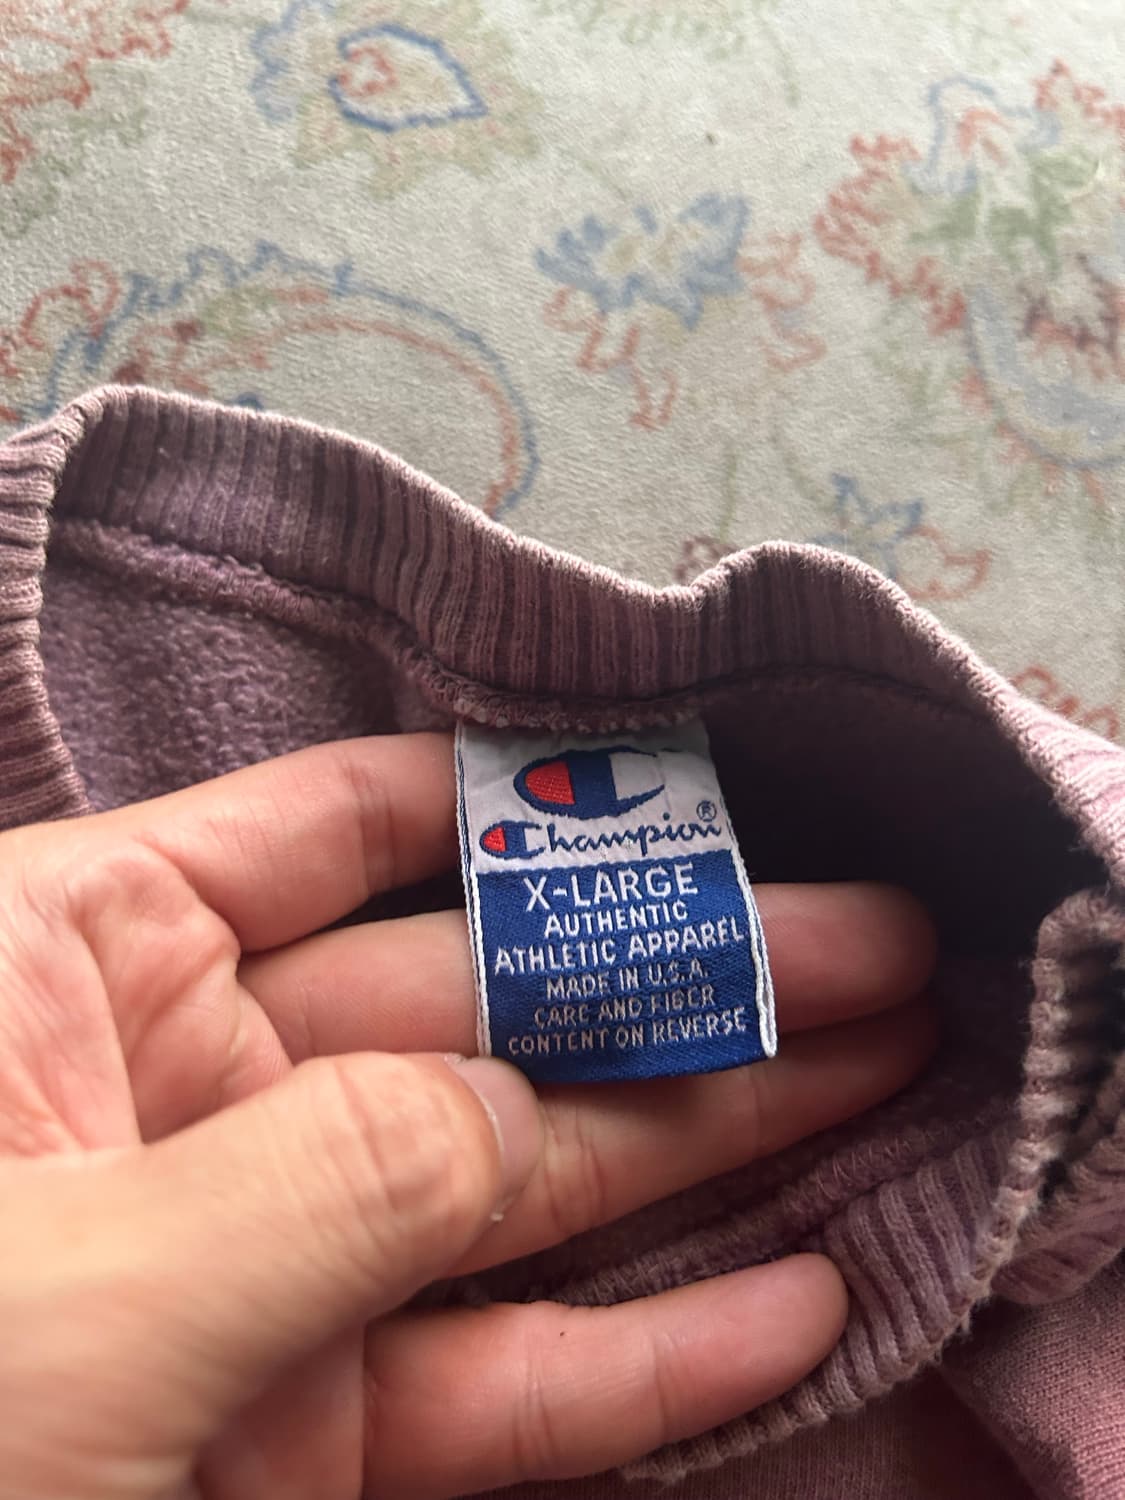 Champion®
X-LARGE
AUTHENTIC
ATHLETIC APPAREL
MADE IN U.S.A.
CARE AND FIBER
CONTENT ON REVERSE